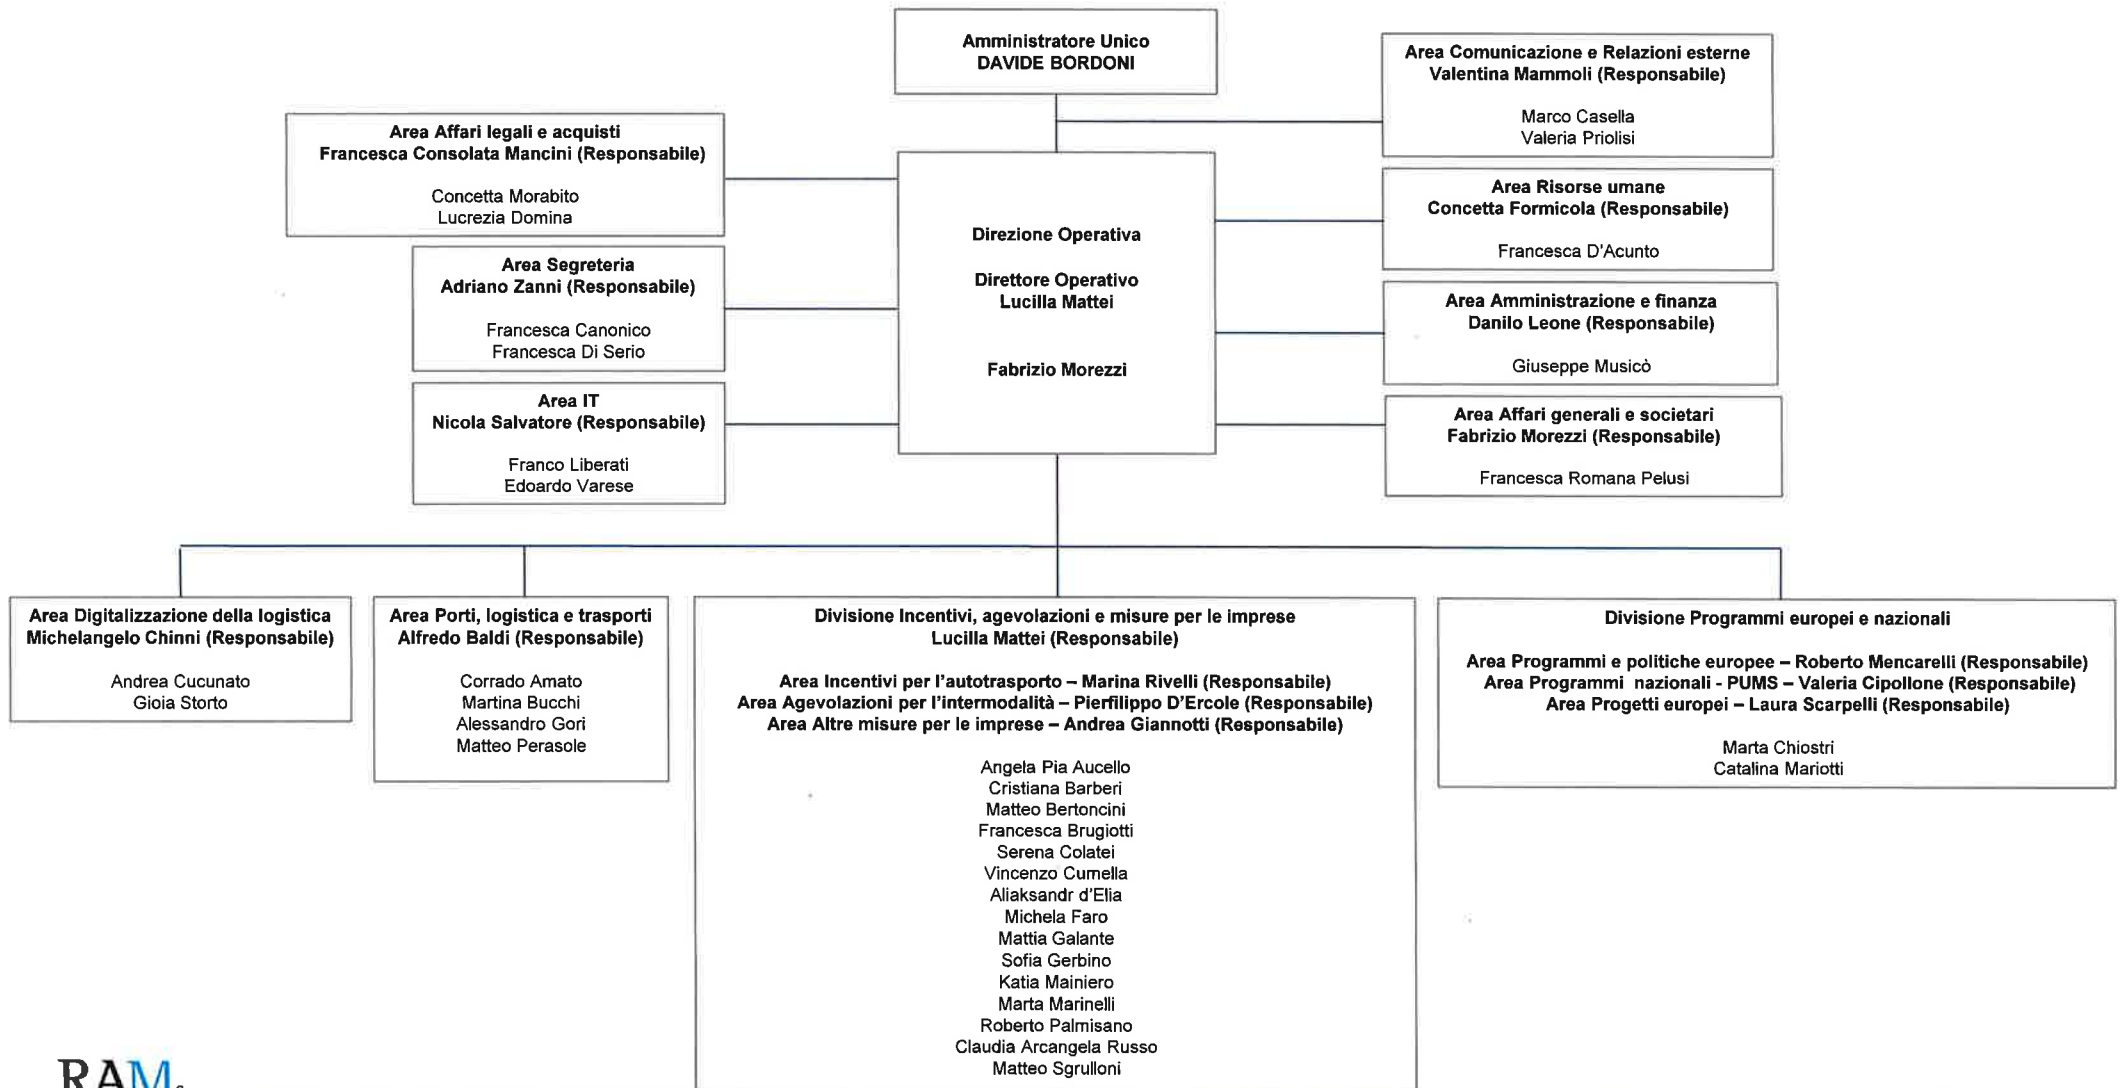 Amministratore Unico
DAVIDE BORDONI
Area Comunicazione e Relazioni esterne
Valentina Mammoli (Responsabile)
Marco Casella
Valeria Priolisi
Area Affari legali e acquisti
Francesca Consolata Mancini (Responsabile)
Concetta Morabito
Lucrezia Domina
Direzione Operativa
Direttore Operativo
Lucilla Mattei
Fabrizio Morezzi
Area Risorse umane
Concetta Formicola (Responsabile)
Francesca D'Acunto
Area Segreteria
Adriano Zanni (Responsabile)
Francesca Canonico
Francesca Di Serio
Area Amministrazione e finanza
Danilo Leone (Responsabile)
Giuseppe Musicò
Area IT
Nicola Salvatore (Responsabile)
Franco Liberati
Edoardo Varese
Area Affari generali e societari
Fabrizio Morezzi (Responsabile)
Francesca Romana Pelusi
Area Digitalizzazione della logistica
Michelangelo Chinni (Responsabile)
Andrea Cucunato
Gioia Storto
Area Porti, logistica e trasporti
Alfredo Baldi (Responsabile)
Corrado Amato
Martina Bucchi
Alessandro Gori
Matteo Perasole
Divisione Incentivi, agevolazioni e misure per le imprese
Lucilla Mattei (Responsabile)
Area Incentivi per l'autotrasporto – Marina Rivelli (Responsabile)
Area Agevolazioni per l'intermodalità – Pierfilippo D'Ercole (Responsabile)
Area Altre misure per le imprese – Andrea Giannotti (Responsabile)
Angela Pia Aucello
Cristiana Barberi
Matteo Bertoncini
Francesca Brugiotti
Serena Colatei
Vincenzo Cumella
Aliaksandr d'Elia
Michela Faro
Mattia Galante
Sofia Gerbino
Katia Mainiero
Marta Marinelli
Roberto Palmisano
Claudia Arcangela Russo
Matteo Sgrulloni
Divisione Programmi europei e nazionali
Area Programmi e politiche europee – Roberto Mencarelli (Responsabile)
Area Programmi nazionali - PUMS – Valeria Cipollone (Responsabile)
Area Progetti europei – Laura Scarpelli (Responsabile)
Marta Chiostri
Catalina Mariotti
RAM